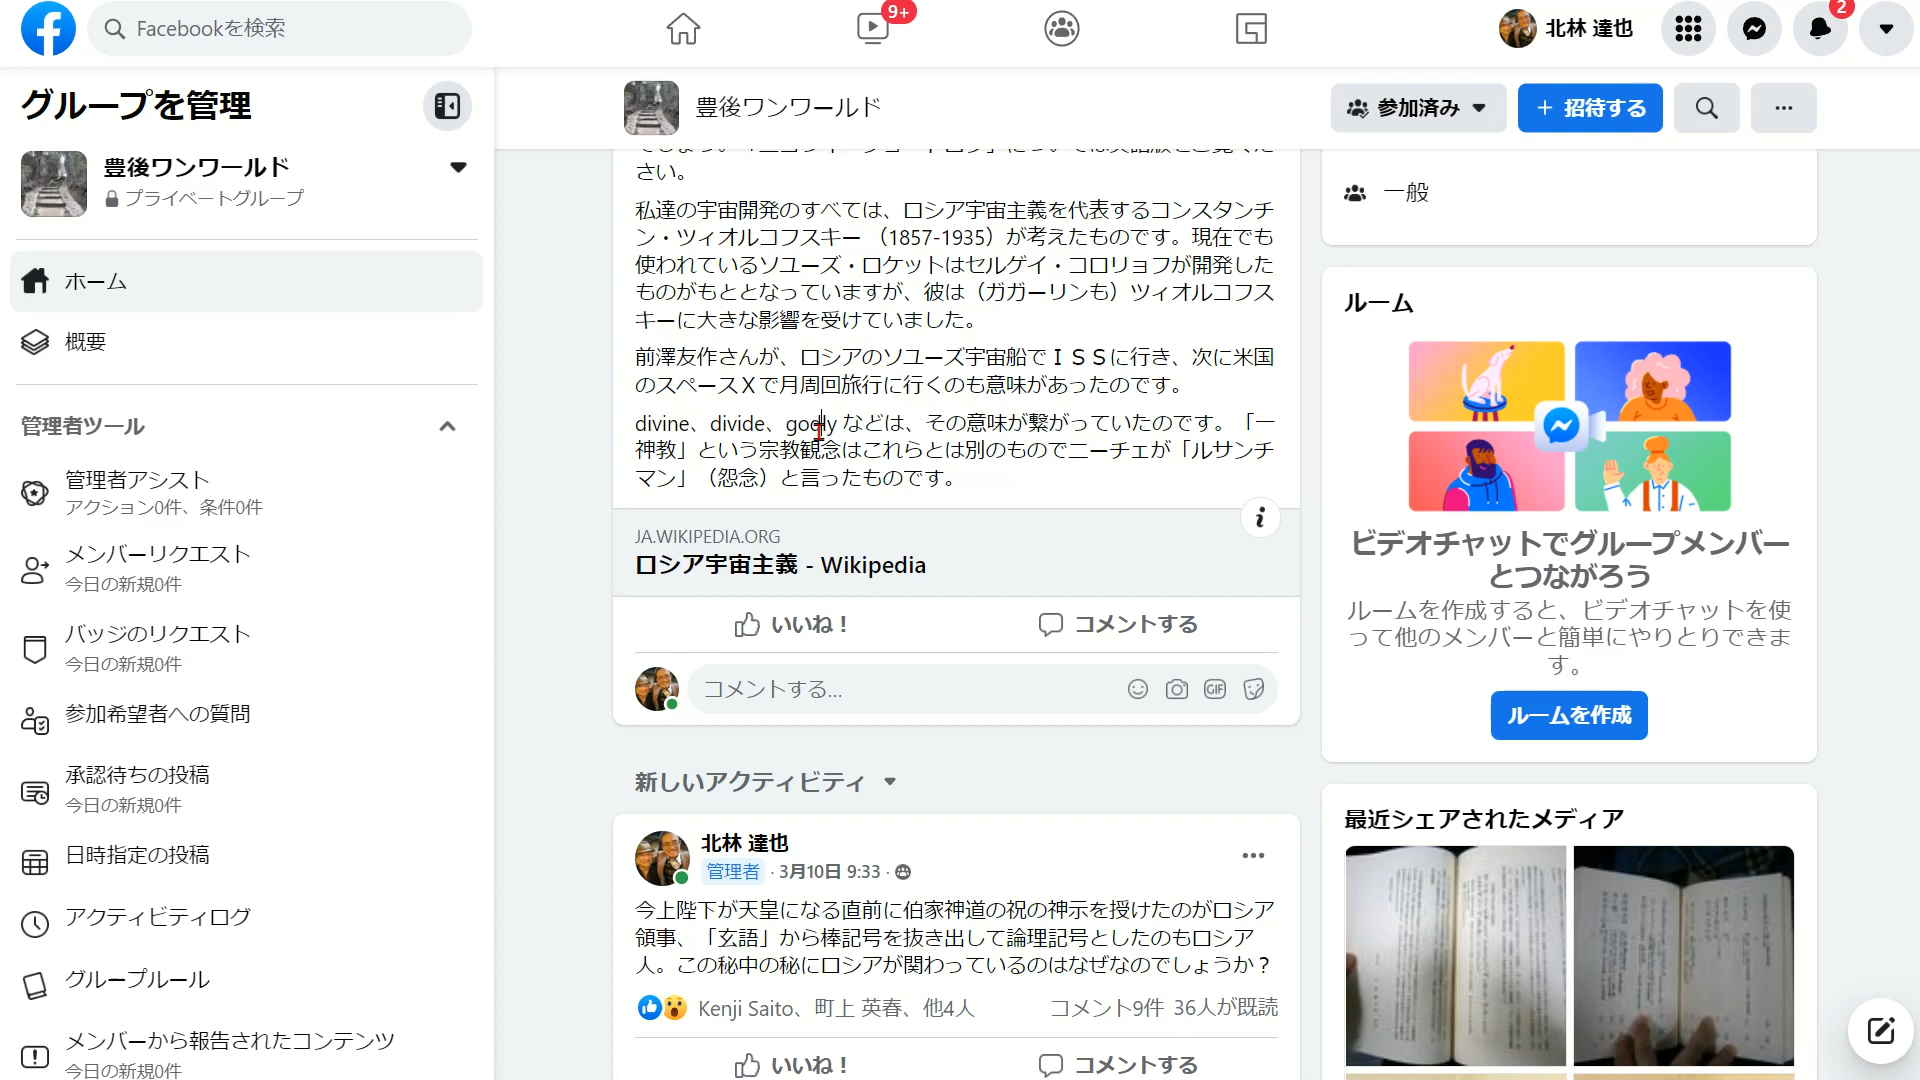 Facebookを検索
9+
北林 達也
2
グループを管理
豊後ワンワールド
プライベートグループ
ホーム
概要
管理者ツール
管理者アシスト
アクション0件、条件0件
メンバーリクエスト
今日の新規0件
バッジのリクエスト
今日の新規0件
参加希望者への質問
承認待ちの投稿
今日の新規0件
日時指定の投稿
アクティビティログ
グループルール
メンバーから報告されたコンテンツ
今日の新規0件
豊後ワンワールド
参加済み
+ 招待する
さい。
私達の宇宙開発のすべては、ロシア宇宙主義を代表するコンスタンチ
ン・ツィオルコフスキー （1857-1935）が考えたものです。現在でも
使われているソユーズ・ロケットはセルゲイ・コロリョフが開発した
ものがもととなっていますが、彼は（ガガーリンも）ツィオルコフス
キーに大きな影響を受けていました。
前澤友作さんが、ロシアのソユーズ宇宙船でＩＳＳに行き、次に米国
のスペースＸで月周回旅行に行くのも意味があったのです。
divine、divide、godly などは、その意味が繋がっていたのです。「一
神教」という宗教観念はこれらとは別のものでニーチェが「ルサンチ
マン」（怨念）と言ったものです。
JA.WIKIPEDIA.ORG
ロシア宇宙主義 - Wikipedia
いいね！
コメントする
コメントする...
GIF
新しいアクティビティ
北林 達也
管理者 · 3月10日 9:33 ·
今上陛下が天皇になる直前に伯家神道の祝の神示を授けたのがロシア
領事、「玄語」から棒記号を抜き出して論理記号としたのもロシア
人。この秘中の秘にロシアが関わっているのはなぜなのでしょうか？
Kenji Saito、町上 英春、他4人
コメント9件 36人が既読
いいね！
コメントする
一般
ルーム
ビデオチャットでグループメンバー
とつながろう
ルームを作成すると、ビデオチャットを使
って他のメンバーと簡単にやりとりできま
す。
ルームを作成
最近シェアされたメディア